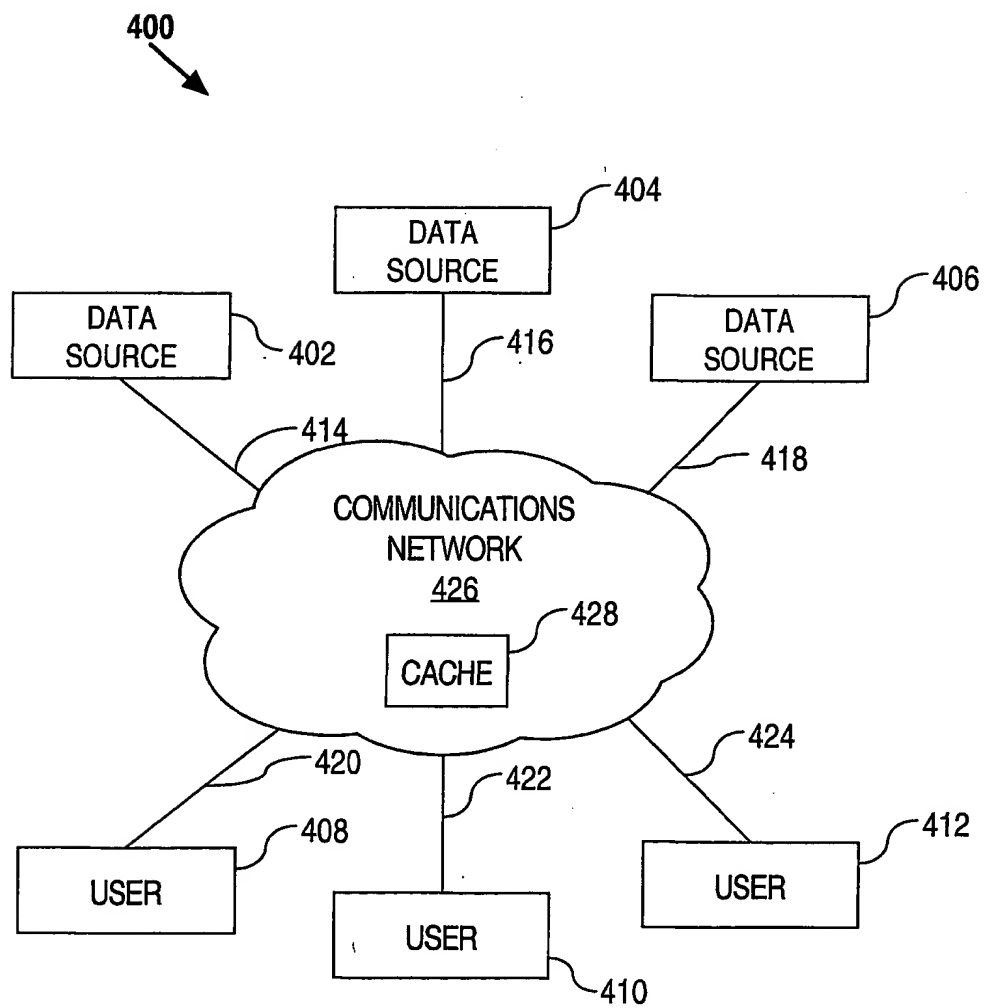 400
404
DATA
SOURCE
406
DATA
SOURCE
402
DATA
SOURCE
416
414
418
COMMUNICATIONS
NETWORK
426
428
CACHE
424
420
422
408
412
USER
USER
USER
410